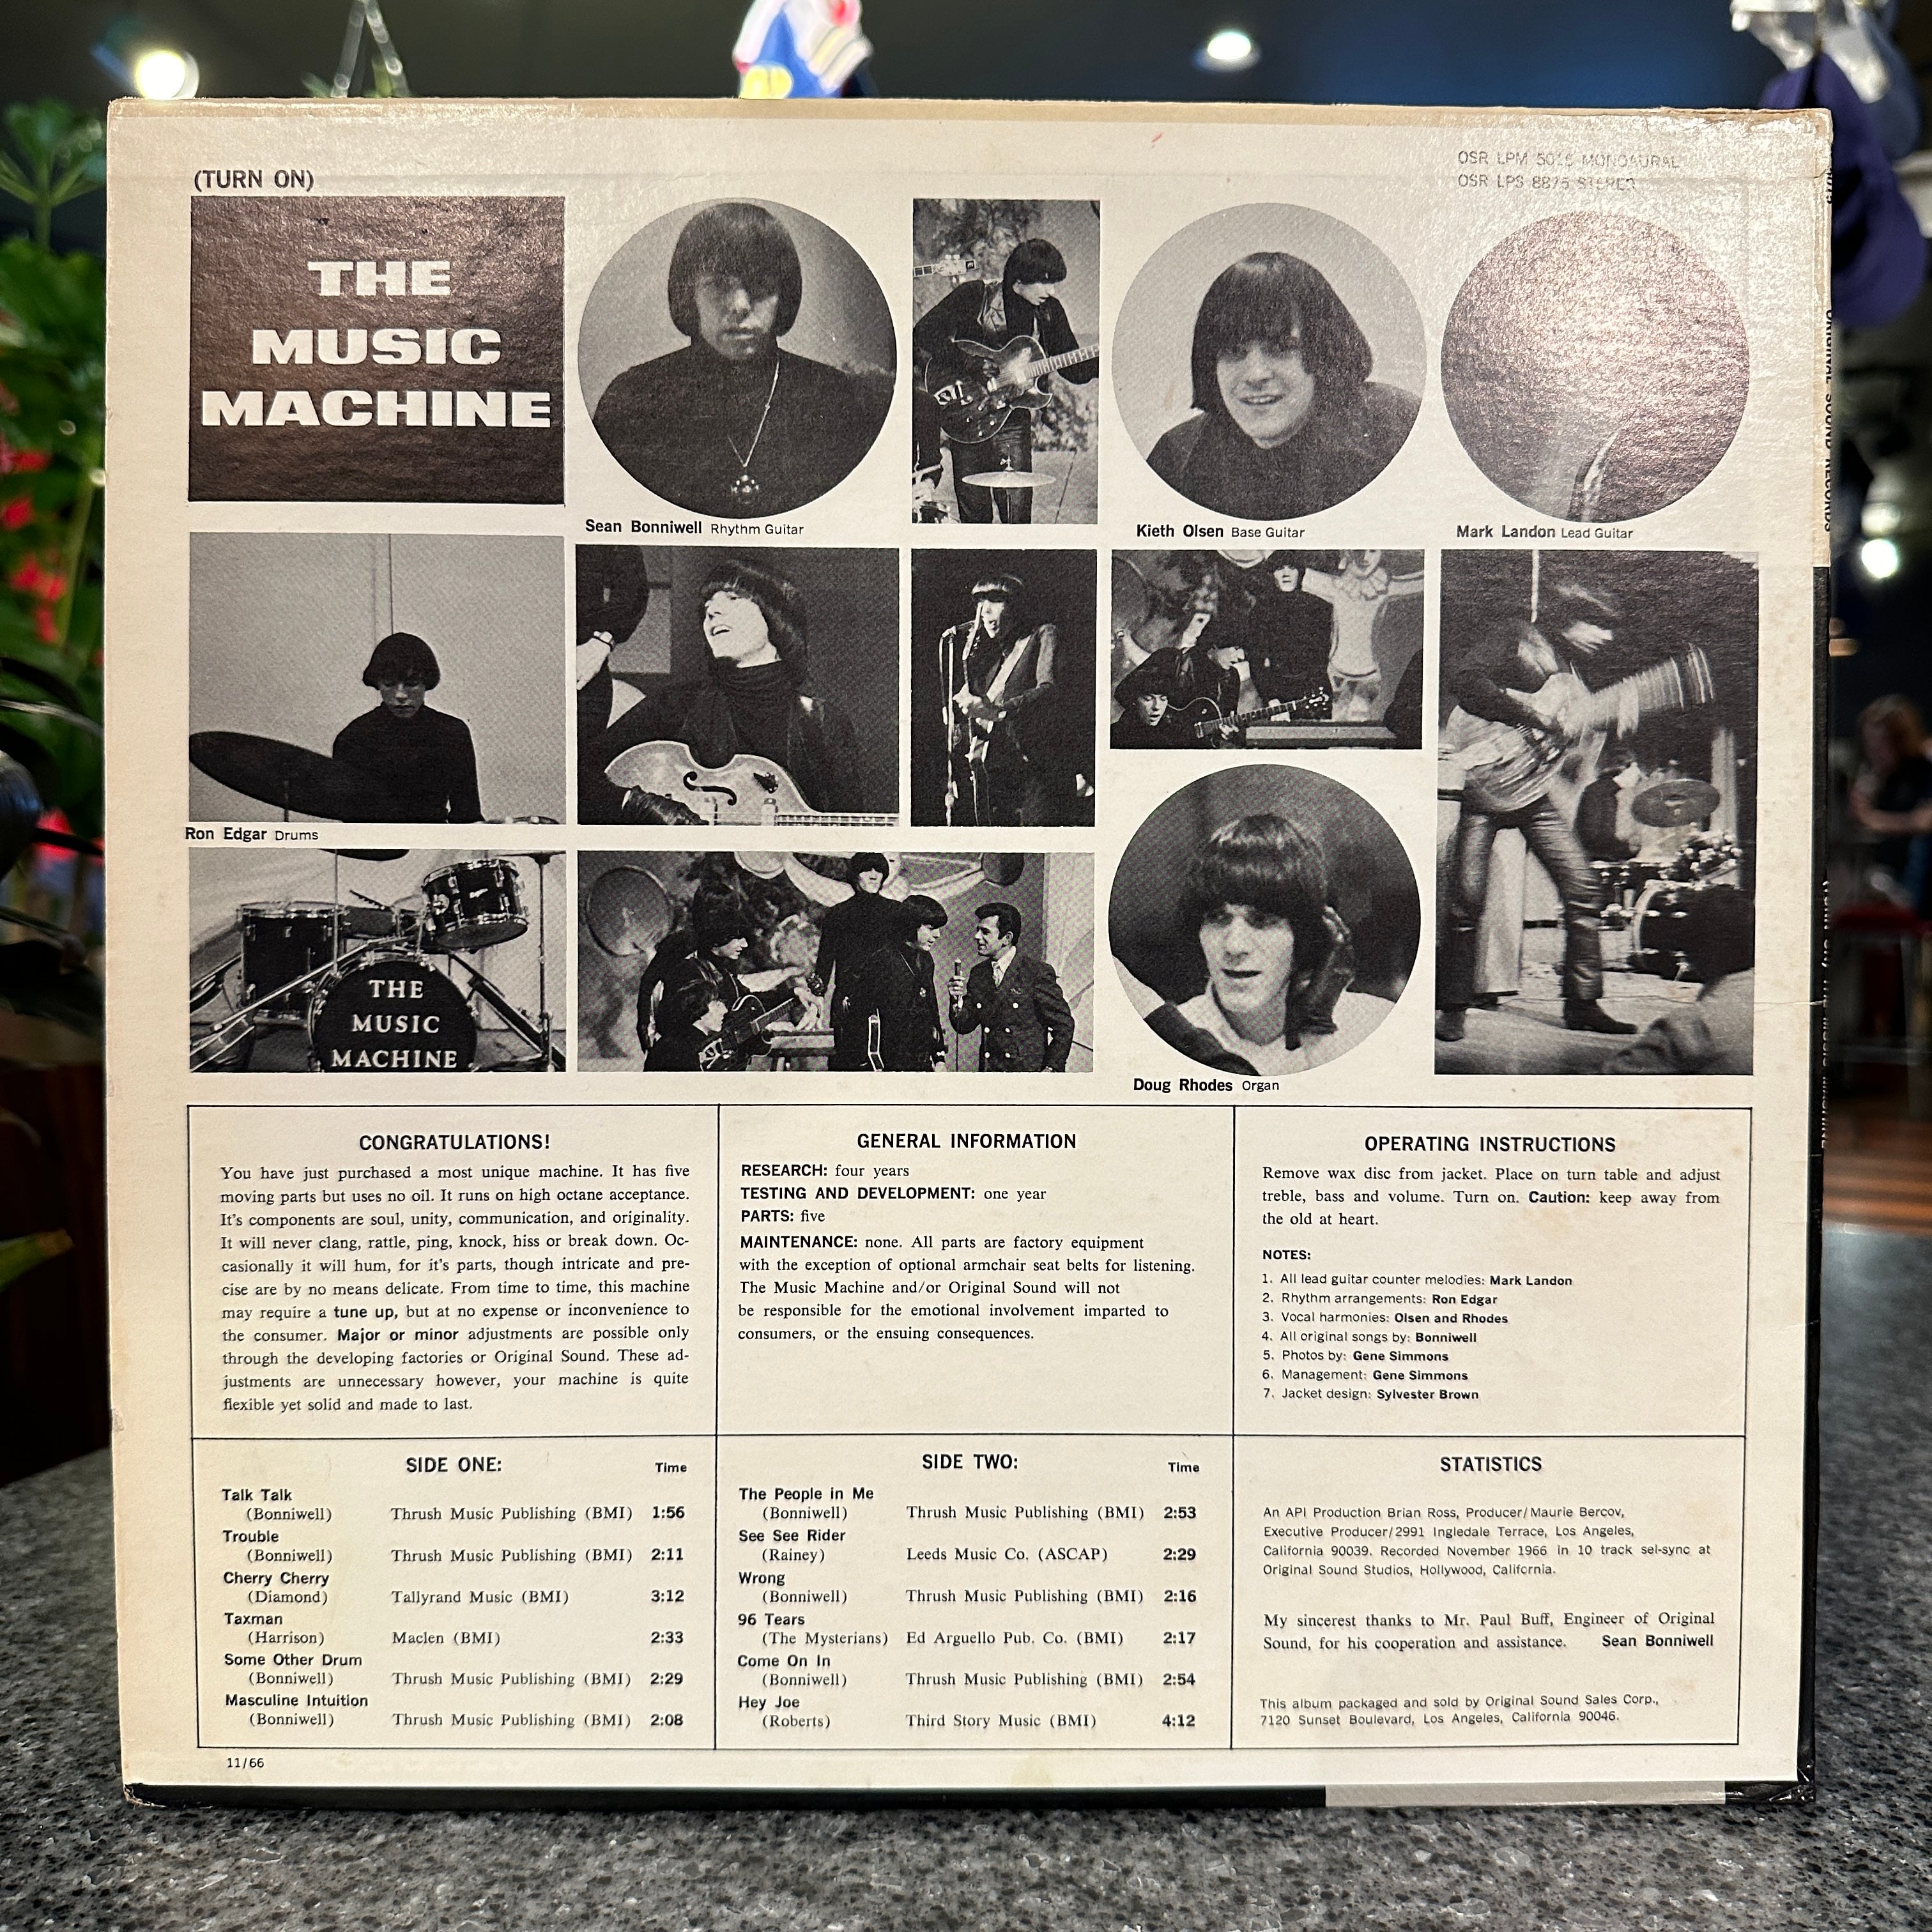 (TURN ON)
OSR LPM 5015 MONOAURAL
OSR LPS 8875 STEREO
THE
MUSIC
MACHINE
Sean Bonniwell Rhythm Guitar
Kieth Olsen Base Guitar
Mark Landon Lead Guitar
Ron Edgar Drums
THE
MUSIC
MACHINE
Doug Rhodes Organ
CONGRATULATIONS!
You have just purchased a most unique machine. It has five
moving parts but uses no oil. It runs on high octane acceptance.
It's components are soul, unity, communication, and originality.
It will never clang, rattle, ping, knock, hiss or break down. Oc-
casionally it will hum, for it's parts, though intricate and pre-
cise are by no means delicate. From time to time, this machine
may require a tune up, but at no expense or inconvenience to
the consumer. Major or minor adjustments are possible only
through the developing factories or Original Sound. These ad-
justments are unnecessary however, your machine is quite
flexible yet solid and made to last.
GENERAL INFORMATION
RESEARCH: four years
TESTING AND DEVELOPMENT: one year
PARTS: five
MAINTENANCE: none. All parts are factory equipment
with the exception of optional armchair seat belts for listening.
The Music Machine and/or Original Sound will not
be responsible for the emotional involvement imparted to
consumers, or the ensuing consequences.
OPERATING INSTRUCTIONS
Remove wax disc from jacket. Place on turn table and adjust
treble, bass and volume. Turn on. Caution: keep away from
the old at heart.
NOTES:
1. All lead guitar counter melodies: Mark Landon
2. Rhythm arrangements: Ron Edgar
3. Vocal harmonies: Olsen and Rhodes
4. All original songs by: Bonniwell
5. Photos by: Gene Simmons
6. Management: Gene Simmons
7. Jacket design: Sylvester Brown
SIDE ONE: Time
Talk Talk
(Bonniwell) Thrush Music Publishing (BMI) 1:56
Trouble
(Bonniwell) Thrush Music Publishing (BMI) 2:11
Cherry Cherry
(Diamond) Tallyrand Music (BMI) 3:12
Taxman
(Harrison) Maclen (BMI) 2:33
Some Other Drum
(Bonniwell) Thrush Music Publishing (BMI) 2:29
Masculine Intuition
(Bonniwell) Thrush Music Publishing (BMI) 2:08
SIDE TWO: Time
The People in Me
(Bonniwell) Thrush Music Publishing (BMI) 2:53
See See Rider
(Rainey) Leeds Music Co. (ASCAP) 2:29
Wrong
(Bonniwell) Thrush Music Publishing (BMI) 2:16
96 Tears
(The Mysterians) Ed Arguello Pub. Co. (BMI) 2:17
Come On In
(Bonniwell) Thrush Music Publishing (BMI) 2:54
Hey Joe
(Roberts) Third Story Music (BMI) 4:12
STATISTICS
An API Production Brian Ross, Producer/Maurie Bercov,
Executive Producer/2991 Ingledale Terrace, Los Angeles,
California 90039. Recorded November 1966 in 10 track sel-sync at
Original Sound Studios, Hollywood, California.
My sincerest thanks to Mr. Paul Buff, Engineer of Original
Sound, for his cooperation and assistance. Sean Bonniwell
This album packaged and sold by Original Sound Sales Corp.,
7120 Sunset Boulevard, Los Angeles, California 90046.
11/66
ORIGINAL SOUND RECORDS